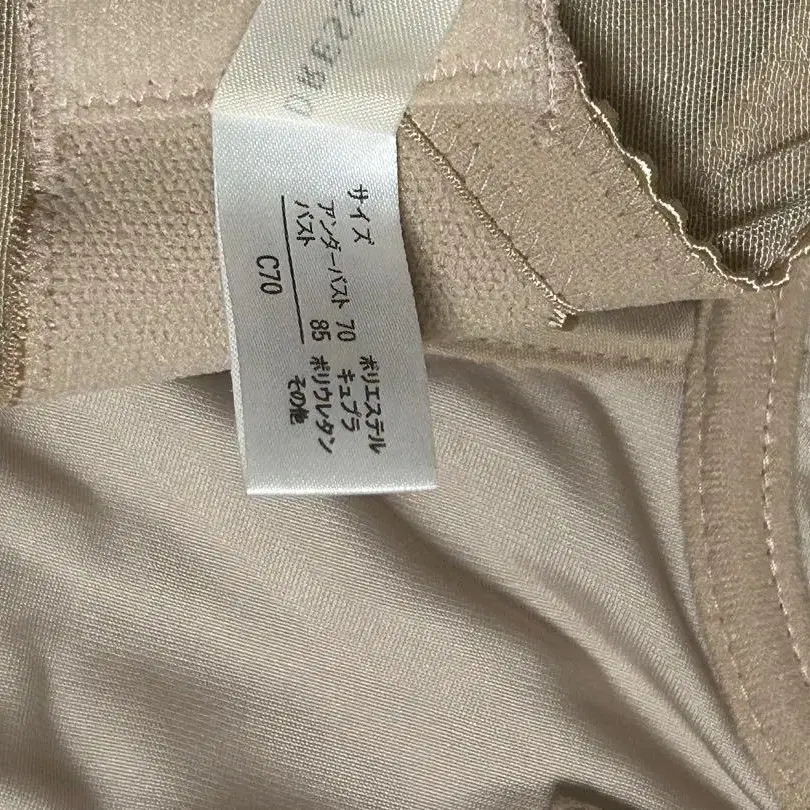 サイズ
アンダーバスト 70
バスト 85
C70
ポリエステル
キュプラ
ポリウレタン
その他